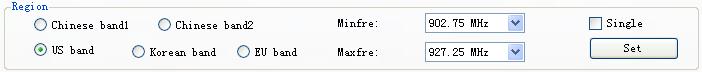 Region
Chinese band1 Chinese band2 Minfre: 902.75 MHz Single
US band Korean band EU band Maxfre: 927.25 MHz Set